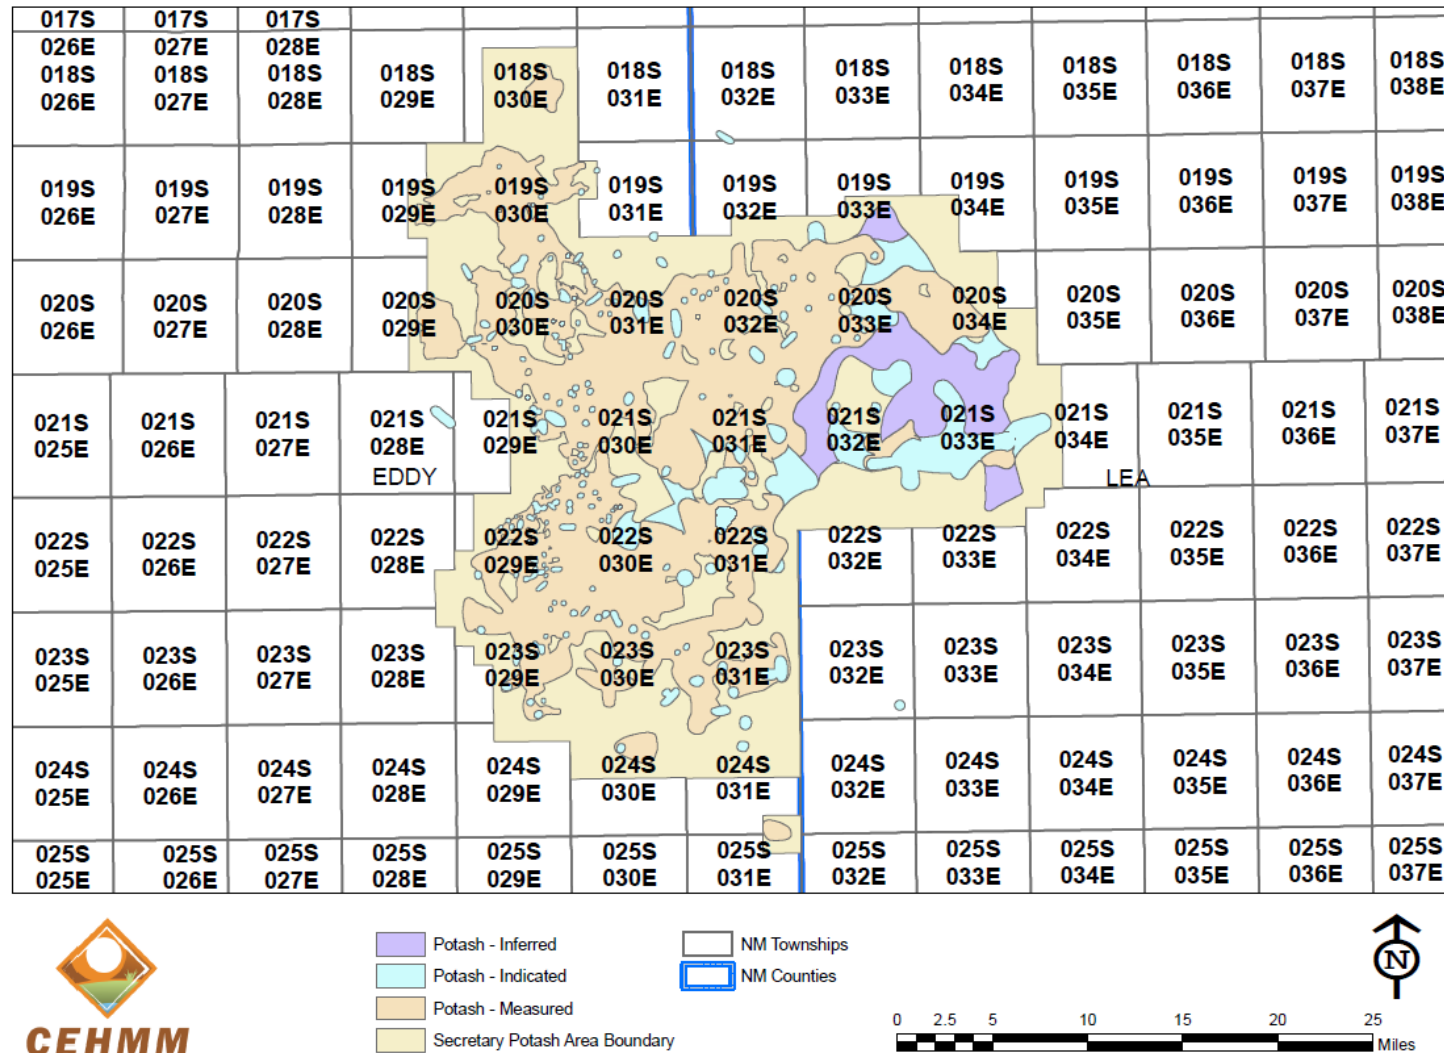 017S 017S 017S
026E 027E 028E
018S 018S 018S 018S 018S 018S 018S 018S 018S 018S 018S 018S 018S
026E 027E 028E 029E 030E 031E 032E 033E 034E 035E 036E 037E 038E
019S 019S 019S 019S 019S 019S 019S 019S 019S 019S 019S 019S 019S
026E 027E 028E 029E 030E 031E 032E 033E 034E 035E 036E 037E 038E
020S 020S 020S 020S 020S 020S 020S 020S 020S 020S 020S 020S 020S
026E 027E 028E 029E 030E 031E 032E 033E 034E 035E 036E 037E 038E
021S 021S 021S 021S 021S 021S 021S 021S 021S 021S 021S 021S 021S
025E 026E 027E 028E 029E 030E 031E 032E 033E 034E 035E 036E 037E
EDDY LEA
022S 022S 022S 022S 022S 022S 022S 022S 022S 022S 022S 022S 022S
025E 026E 027E 028E 029E 030E 031E 032E 033E 034E 035E 036E 037E
023S 023S 023S 023S 023S 023S 023S 023S 023S 023S 023S 023S 023S
025E 026E 027E 028E 029E 030E 031E 032E 033E 034E 035E 036E 037E
024S 024S 024S 024S 024S 024S 024S 024S 024S 024S 024S 024S 024S
025E 026E 027E 028E 029E 030E 031E 032E 033E 034E 035E 036E 037E
025S 025S 025S 025S 025S 025S 025S 025S 025S 025S 025S 025S 025S
025E 026E 027E 028E 029E 030E 031E 032E 033E 034E 035E 036E 037E
CEHMM
Potash - Inferred
Potash - Indicated
Potash - Measured
Secretary Potash Area Boundary
NM Townships
NM Counties
N
0 2.5 5 10 15 20 25
Miles